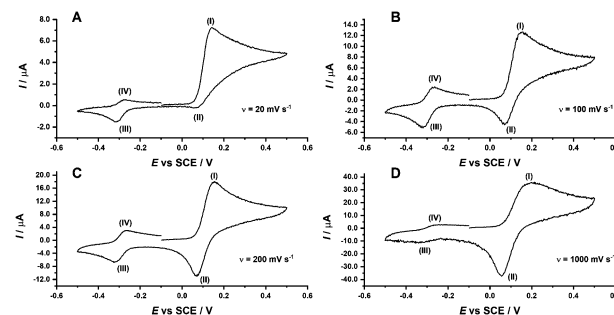 A
8.0
6.0
4.0
2.0
0.0
-2.0
I / μA
(I)
(II)
(III)
(IV)
ν = 20 mV s⁻¹
-0.6 -0.4 -0.2 0.0 0.2 0.4 0.6
E vs SCE / V
B
14.0
12.0
10.0
8.0
6.0
4.0
2.0
0.0
-2.0
-4.0
-6.0
I / μA
(I)
(II)
(III)
(IV)
ν = 100 mV s⁻¹
-0.6 -0.4 -0.2 0.0 0.2 0.4
E vs SCE / V
C
20.0
16.0
12.0
8.0
4.0
0.0
-4.0
-8.0
-12.0
I / μA
(I)
(II)
(III)
(IV)
ν = 200 mV s⁻¹
-0.6 -0.4 -0.2 0.0 0.2 0.4 0.6
E vs SCE / V
D
40.0
30.0
20.0
10.0
0.0
-10.0
-20.0
-30.0
-40.0
I / μA
(I)
(II)
(III)
(IV)
ν = 1000 mV s⁻¹
-0.6 -0.4 -0.2 0.0 0.2 0.4
E vs SCE / V